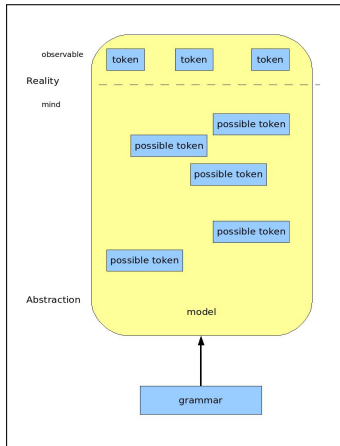 observable
token token token
Reality
mind
possible token
possible token
possible token
possible token
possible token
Abstraction
model
grammar